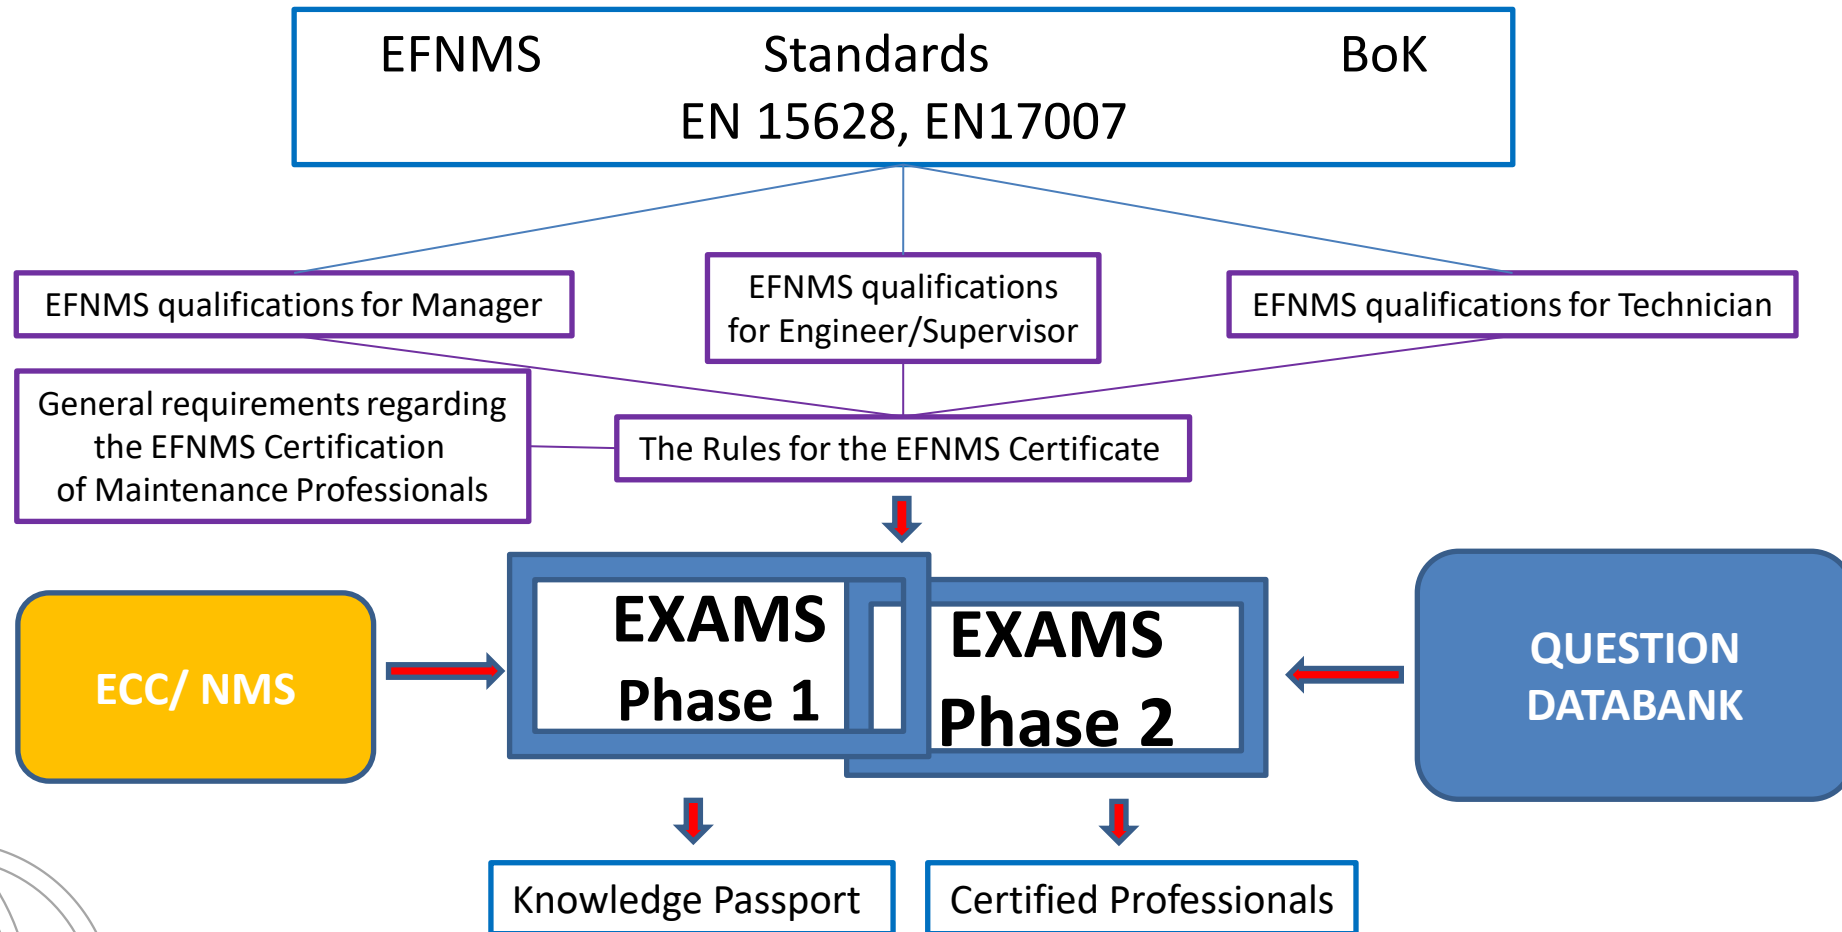 EFNMS Standards BoK
EN 15628, EN17007
EFNMS qualifications for Manager
EFNMS qualifications
for Engineer/Supervisor
EFNMS qualifications for Technician
General requirements regarding
the EFNMS Certification
of Maintenance Professionals
The Rules for the EFNMS Certificate
ECC/ NMS
EXAMS
Phase 1
EXAMS
Phase 2
QUESTION
DATABANK
Knowledge Passport
Certified Professionals